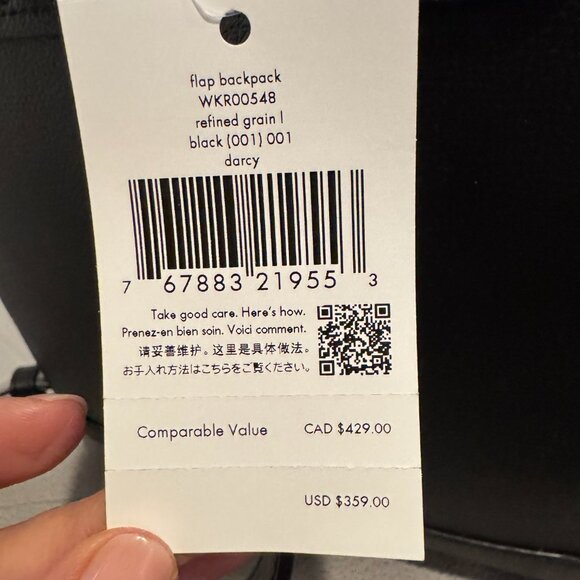 flap backpack
WKR00548
refined grain l
black (001) 001
darcy
7 67883 21955 3
Take good care. Here's how.
Prenez-en bien soin. Voici comment.
请妥善维护。这里是具体做法。
お手入れ方法はこちらをご覧ください。
Comparable Value CAD $429.00
USD $359.00